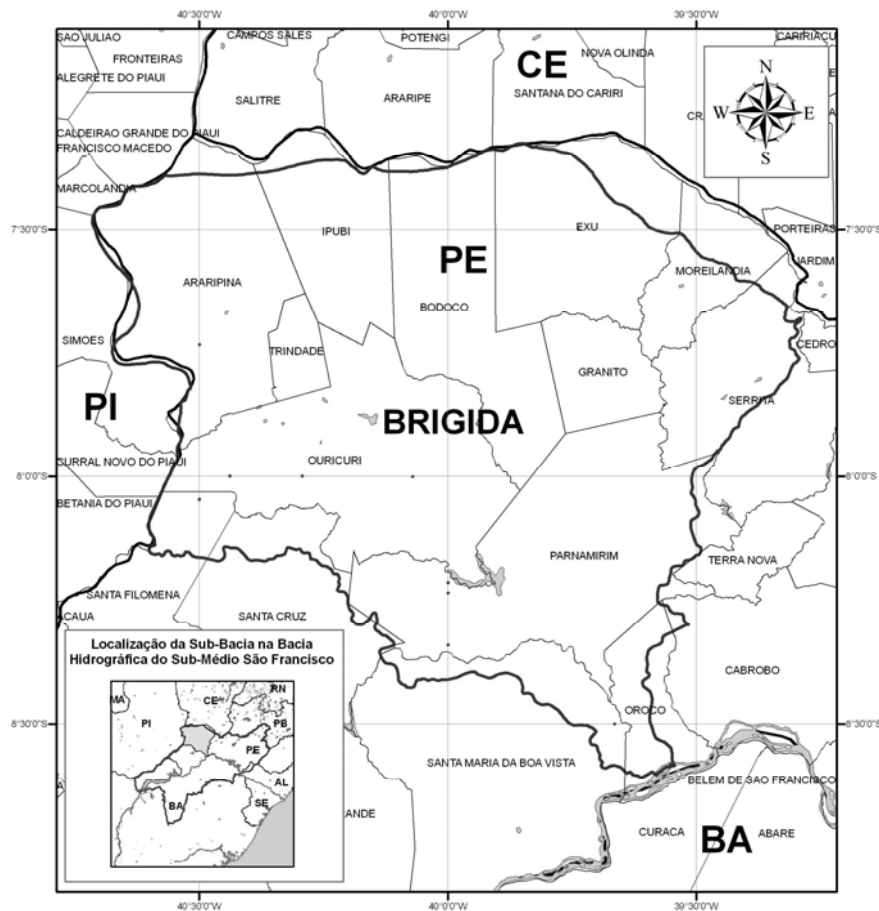 40°30'W
40°0'0"W
39°30'W
SAO JULIAO
CAMPOS SALES
POTENGI
CARIRIACU
FRONTEIRAS
CE
NOVA OLINDA
ALEGRETE DO PIAUI
SALITRE
ARARIPE
SANTANA DO CARIRI
N
W
E
S
CR
CALDEIRAO GRANDE DO PIAUI
FRANCISCO MACEDO
MARCOLANDIA
7°30'0"S
IPUBI
EXU
PORTEIRAS
7°30'0"S
PE
JARDIM
MOREILANDIA
ARARIPINA
BODOCO
SIMOES
TRINDADE
CEDRO
GRANITO
PI
SERRITA
BRIGIDA
OURICURI
CURRAL NOVO DO PIAUI
8°0'0"S
8°0'0"S
BETANIA DO PIAUI
PARNAMIRIM
TERRA NOVA
SANTA FILOMENA
ACAUA
SANTA CRUZ
Localização da Sub-Bacia na Bacia
Hidrográfica do Sub-Médio São Francisco
CABROBO
MA
CE
RN
PI
PB
PE
AL
BA
SE
OROCO
8°30'0"S
8°30'0"S
SANTA MARIA DA BOA VISTA
BELEM DE SAO FRANCISCO
ANDE
CURACA
BA
ABARE
40°30'W
40°0'0"W
39°30'W